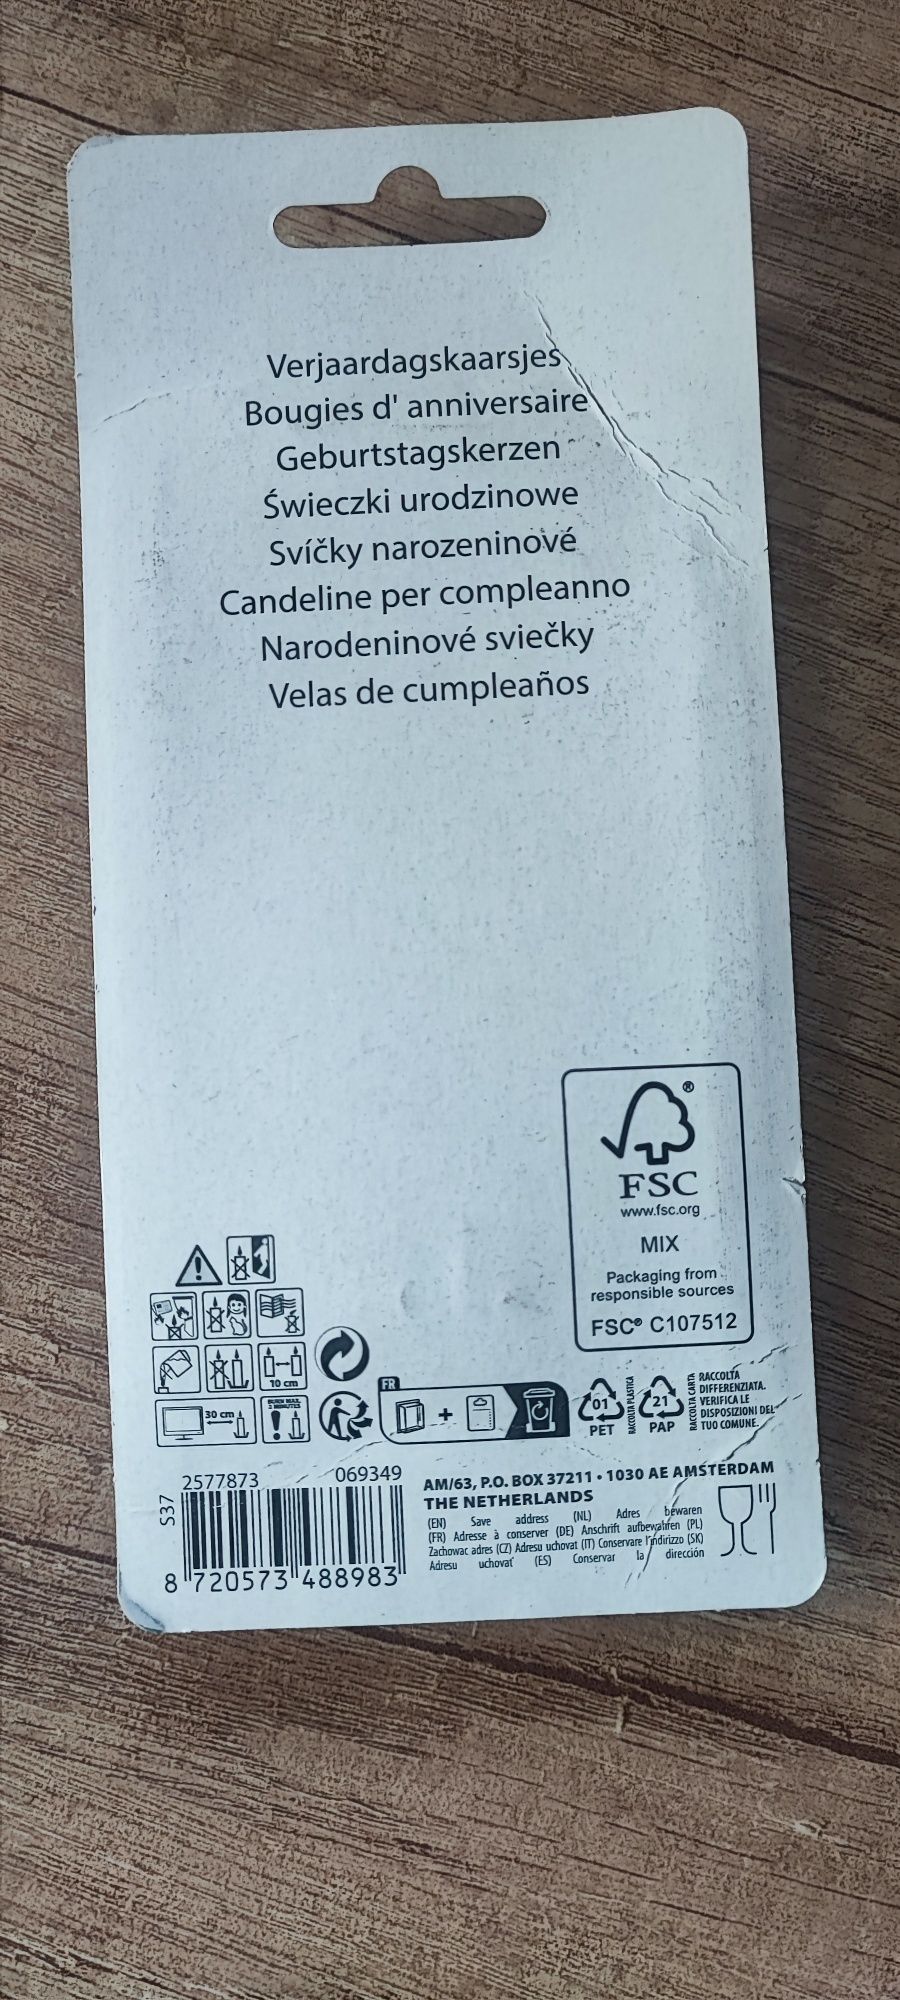 Verjaardagskaarsjes
Bougies d' anniversaire
Geburtstagskerzen
Świeczki urodzinowe
Svíčky narozeninové
Candeline per compleanno
Narodeninové sviečky
Velas de cumpleaños
®
FSC
www.fsc.org
MIX
Packaging from
responsible sources
FSC® C107512
10 cm
30 cm
BURN MAX.
FR
01
PET
RACCOLTA PLASTICA
21
PAP
RACCOLTA CARTA
RACCOLTA
DIFFERENZIATA.
VERIFICA LE
DISPOSIZIONI DEL
TUO COMUNE.
S37
2577873 069349
8 720573 488983
AM/63, P.O. BOX 37211 • 1030 AE AMSTERDAM
THE NETHERLANDS
(EN) Save address (NL) Adres bewaren
(FR) Adresse à conserver (DE) Anschrift aufbewahren (PL)
Zachowac adres (CZ) Adresu uchovat (IT) Conservare l'indirizzo (SK)
Adresu uchovať (ES) Conservar la dirección